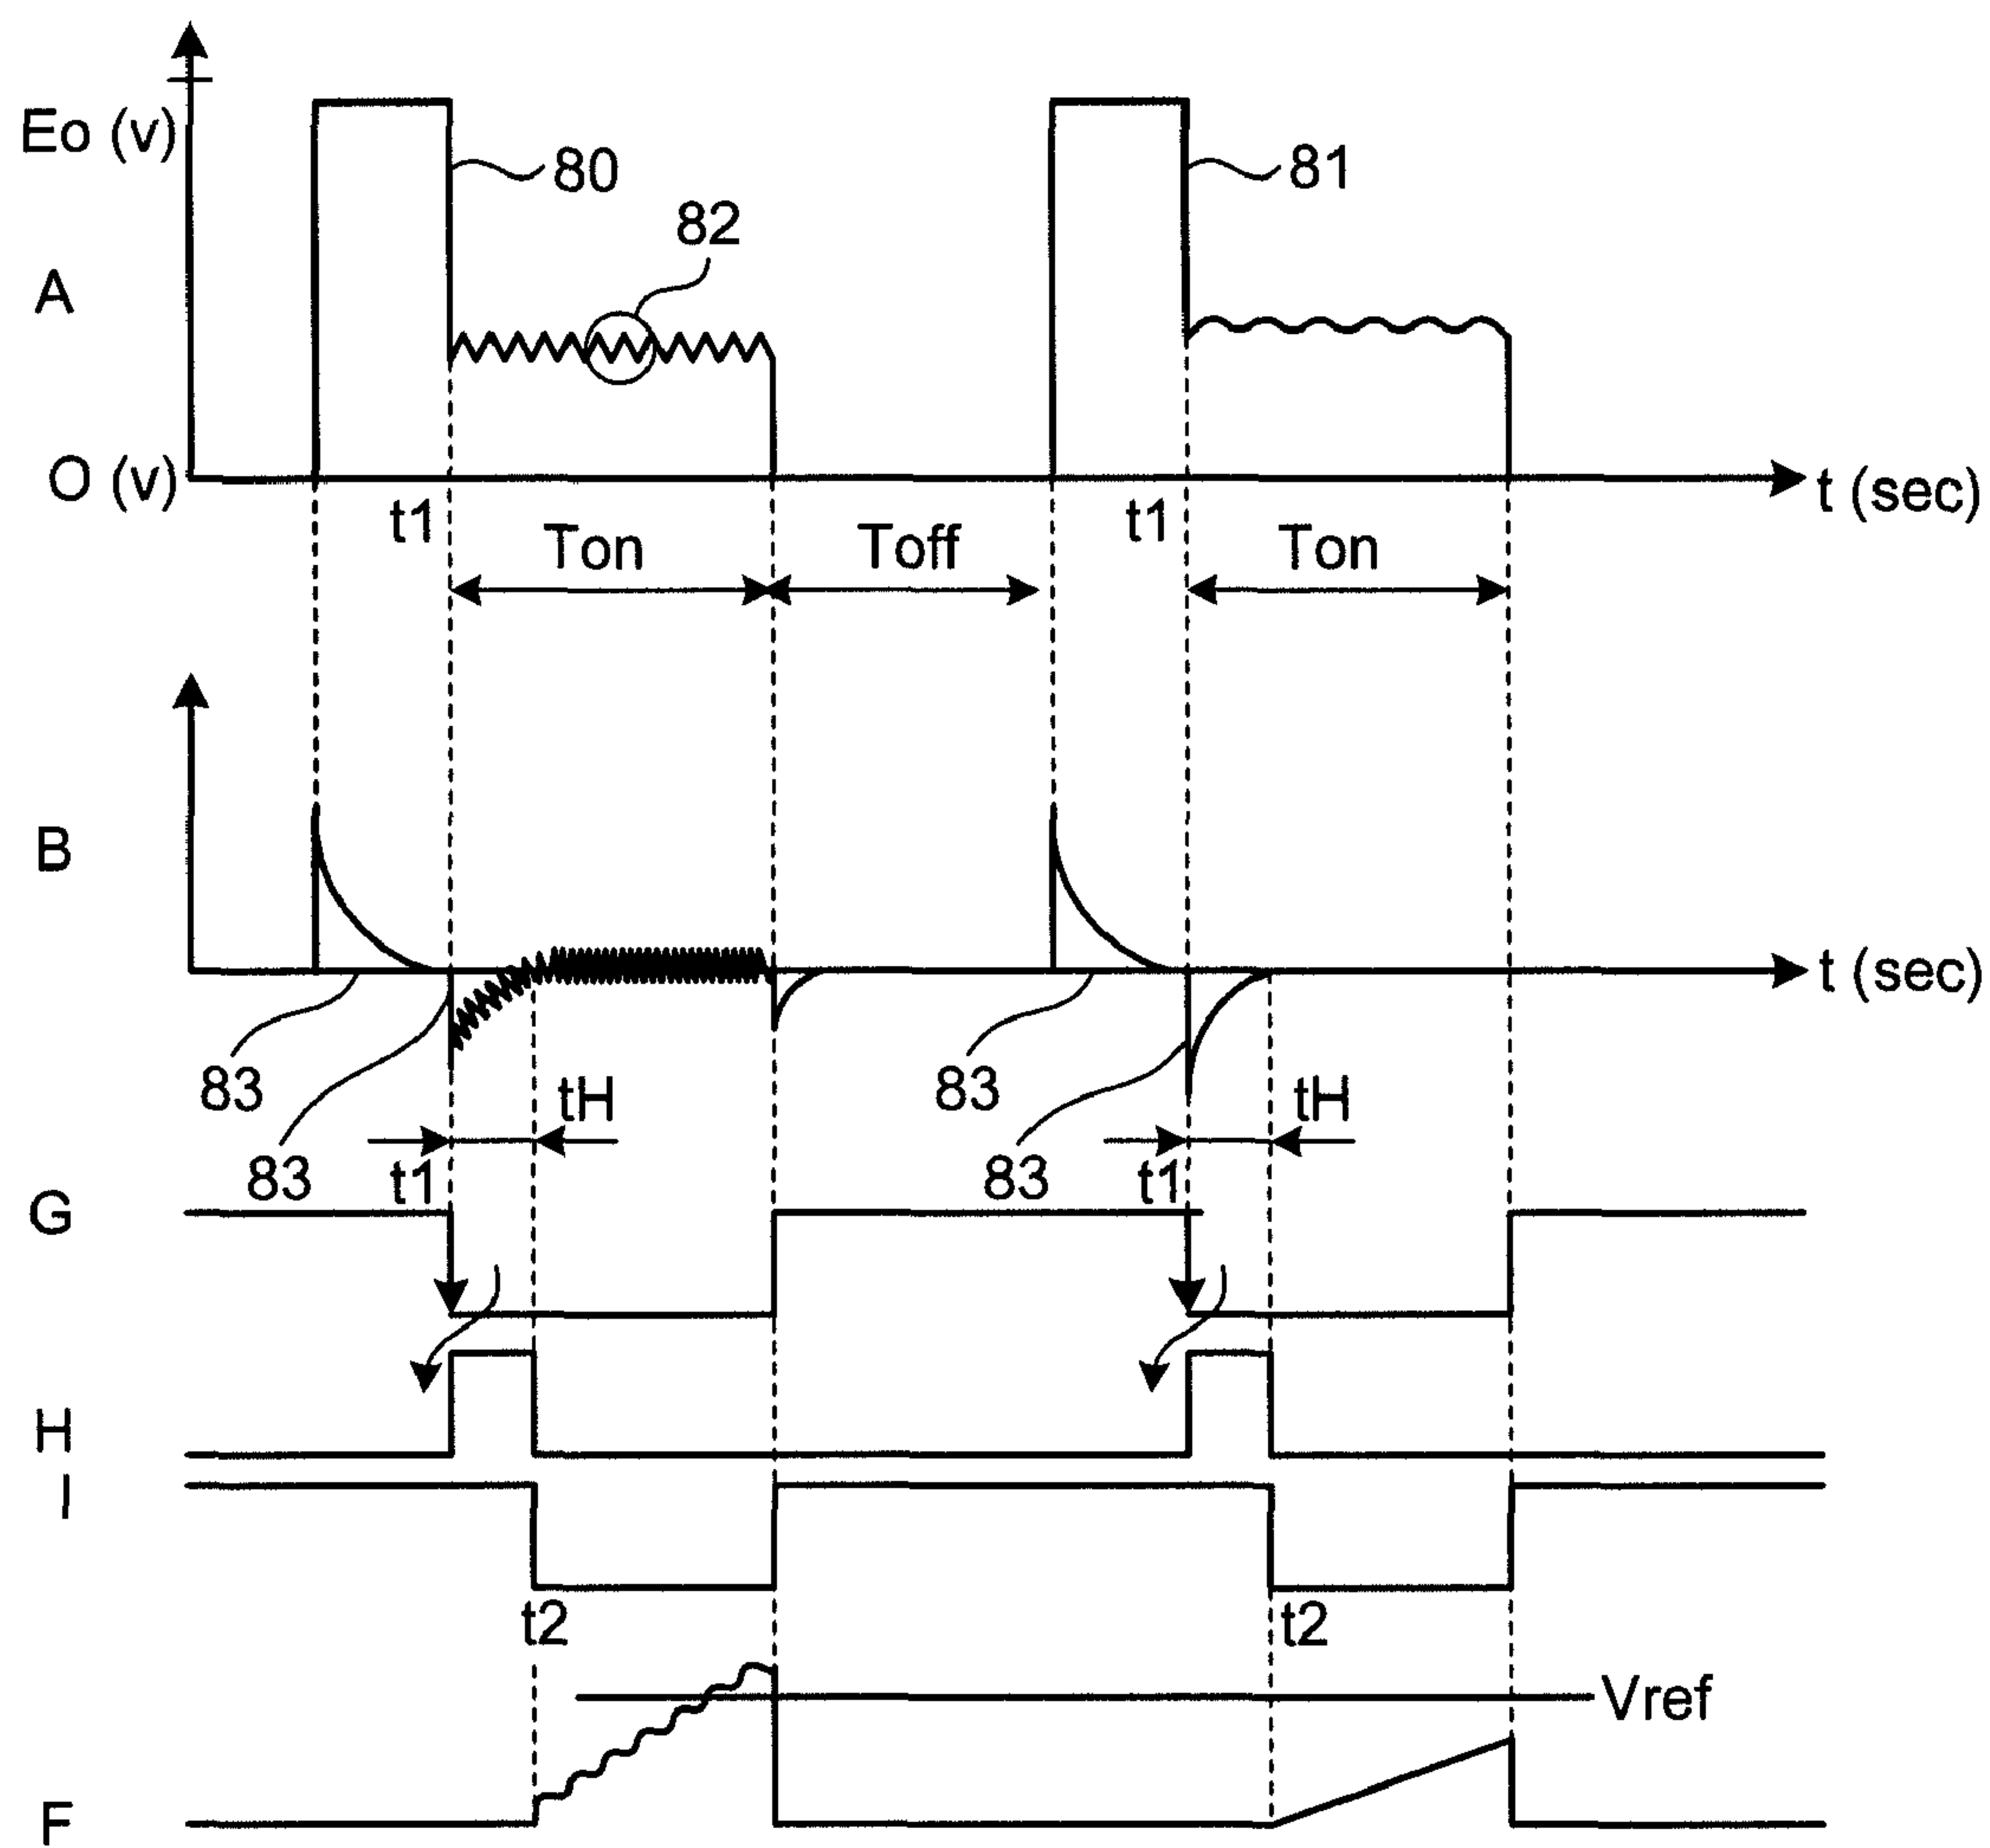 Eo (v)
80
81
82
A
O (v)
t (sec)
t1
t1
Ton
Toff
Ton
B
t (sec)
83
83
tH
tH
83
83
t1
t1
G
H
I
t2
t2
Vref
F